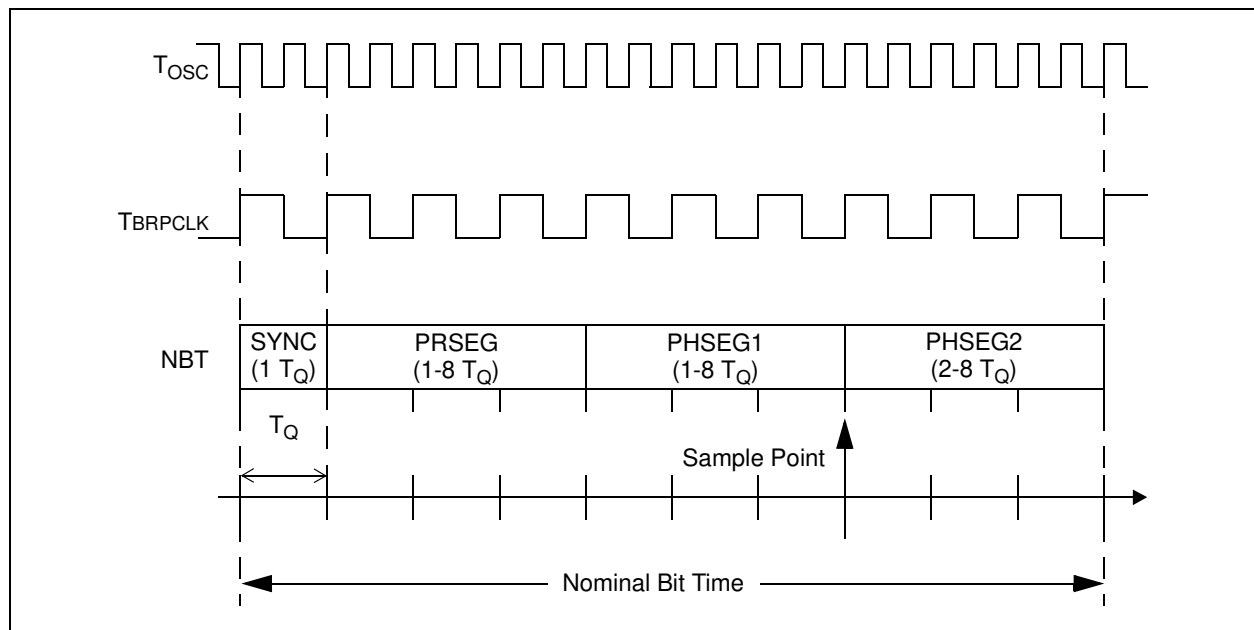 TOSC
TBRPCLK
NBT
SYNC
(1 TQ)
PRSEG
(1-8 TQ)
PHSEG1
(1-8 TQ)
PHSEG2
(2-8 TQ)
TQ
Sample Point
Nominal Bit Time